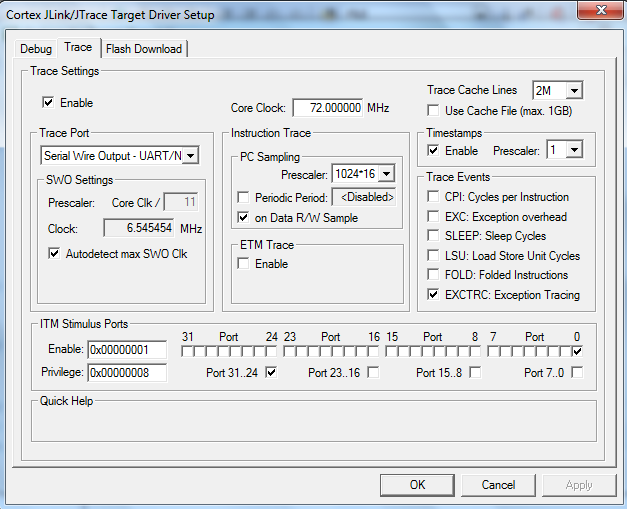 Cortex JLink/JTrace Target Driver Setup
Debug Trace Flash Download
Trace Settings
Enable
Core Clock: 72.000000 MHz
Trace Cache Lines 2M
Use Cache File (max. 1GB)
Trace Port
Serial Wire Output - UART/N
SWO Settings
Prescaler: Core Clk / 11
Clock: 6.545454 MHz
Autodetect max SWO Clk
Instruction Trace
PC Sampling
Prescaler: 1024*16
Periodic Period: <Disabled>
on Data R/W Sample
ETM Trace
Enable
Timestamps
Enable Prescaler: 1
Trace Events
CPI: Cycles per Instruction
EXC: Exception overhead
SLEEP: Sleep Cycles
LSU: Load Store Unit Cycles
FOLD: Folded Instructions
EXCTRC: Exception Tracing
ITM Stimulus Ports
31 Port 24 23 Port 16 15 Port 8 7 Port 0
Enable: 0x00000001
Privilege: 0x00000008 Port 31..24 Port 23..16 Port 15..8 Port 7..0
Quick Help
OK Cancel Apply